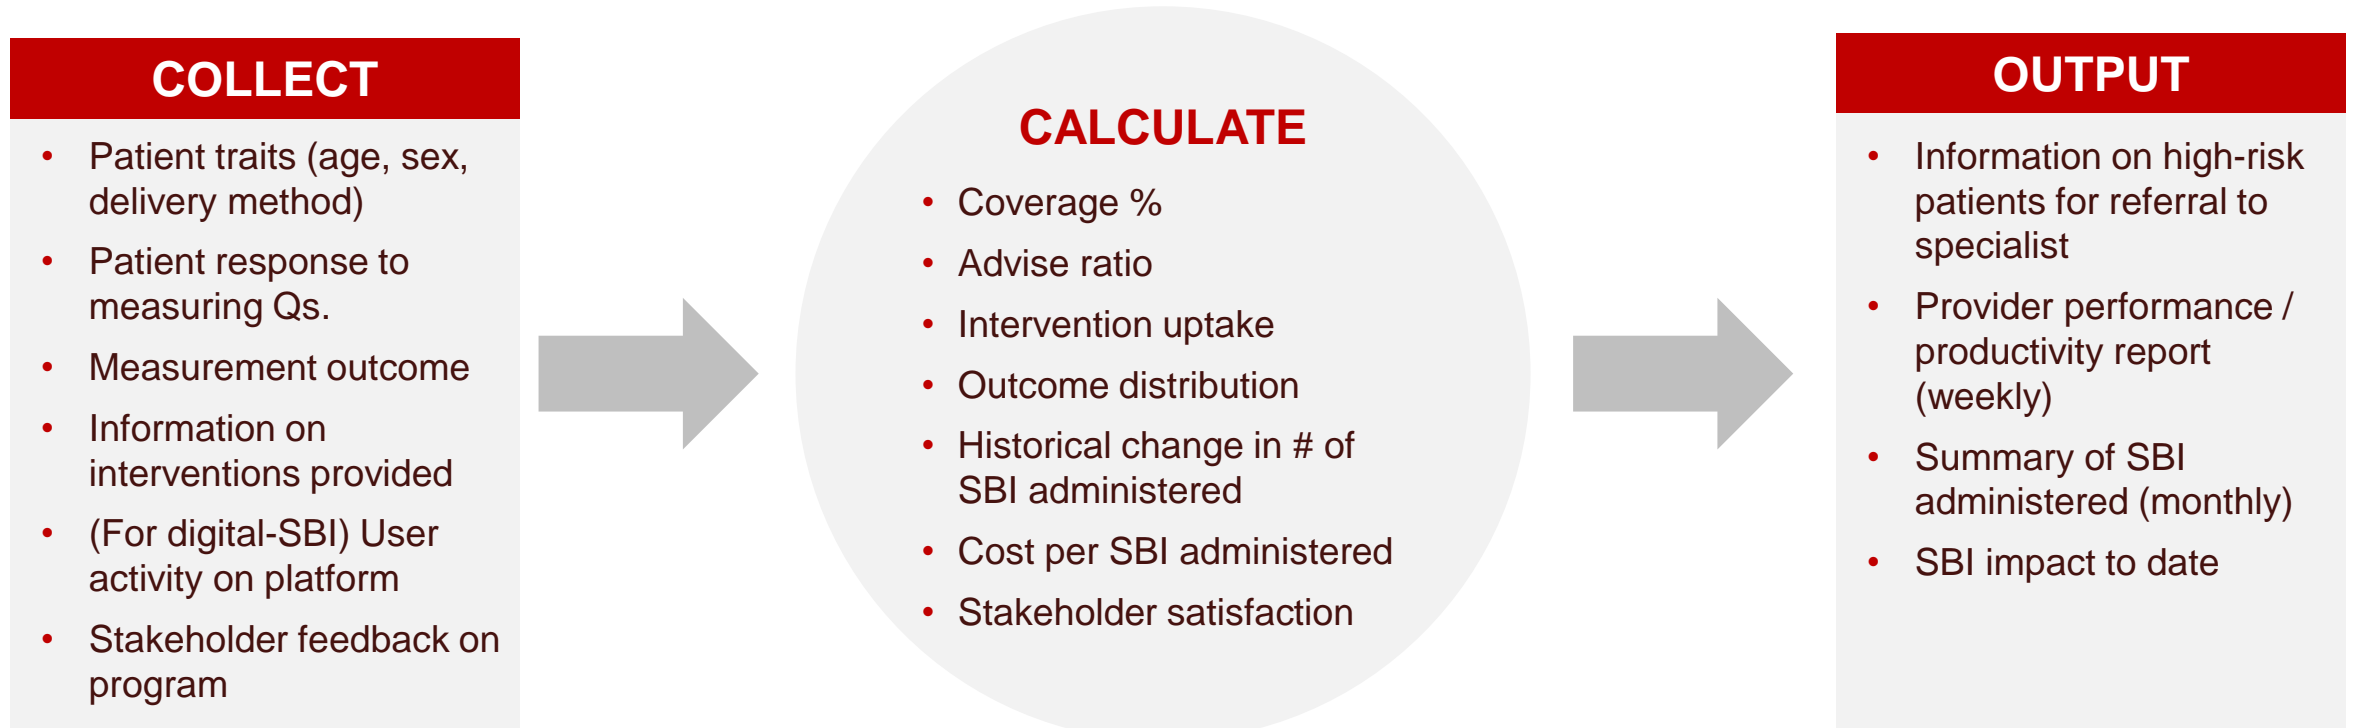 COLLECT
• Patient traits (age, sex,
delivery method)
• Patient response to
measuring Qs.
• Measurement outcome
• Information on
interventions provided
• (For digital-SBI) User
activity on platform
• Stakeholder feedback on
program
CALCULATE
• Coverage %
• Advise ratio
• Intervention uptake
• Outcome distribution
• Historical change in # of
SBI administered
• Cost per SBI administered
• Stakeholder satisfaction
OUTPUT
• Information on high-risk
patients for referral to
specialist
• Provider performance /
productivity report
(weekly)
• Summary of SBI
administered (monthly)
• SBI impact to date